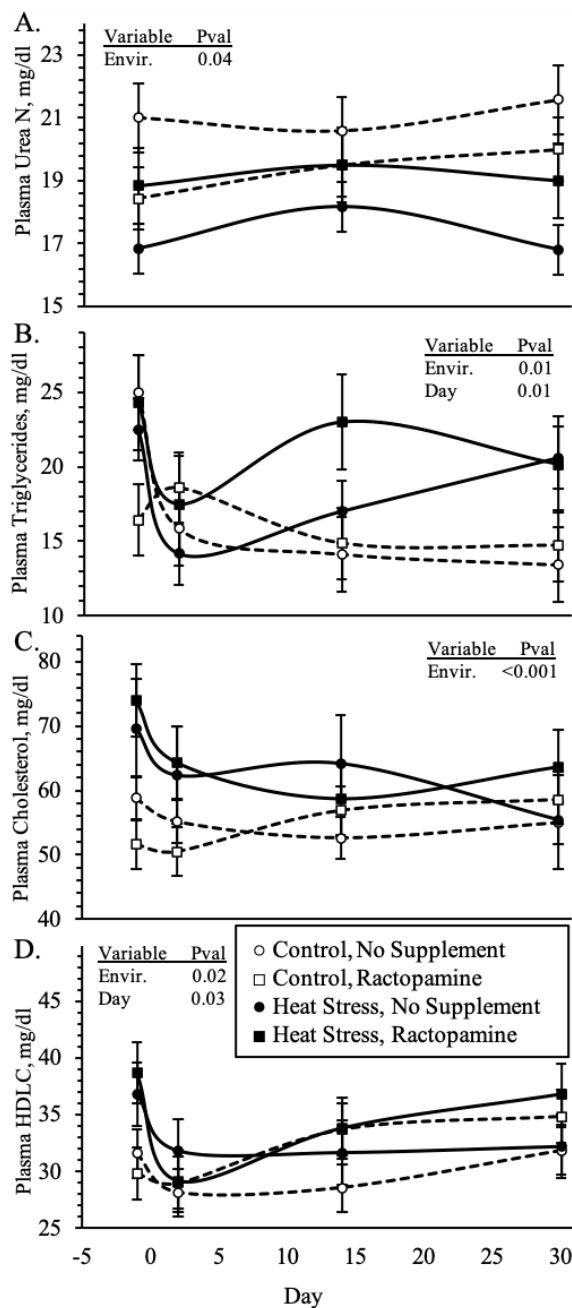 A.
Variable Pval
Envir. 0.04
Plasma Urea N, mg/dl
23
21
19
17
15
B.
Variable Pval
Envir. 0.01
Day 0.01
Plasma Triglycerides, mg/dl
25
20
15
10
C.
Variable Pval
Envir. <0.001
Plasma Cholesterol, mg/dl
80
70
60
50
40
D.
Variable Pval
Envir. 0.02
Day 0.03
Control, No Supplement
Control, Ractopamine
Heat Stress, No Supplement
Heat Stress, Ractopamine
Plasma HDLC, mg/dl
45
40
35
30
25
-5 0 5 10 15 20 25 30
Day